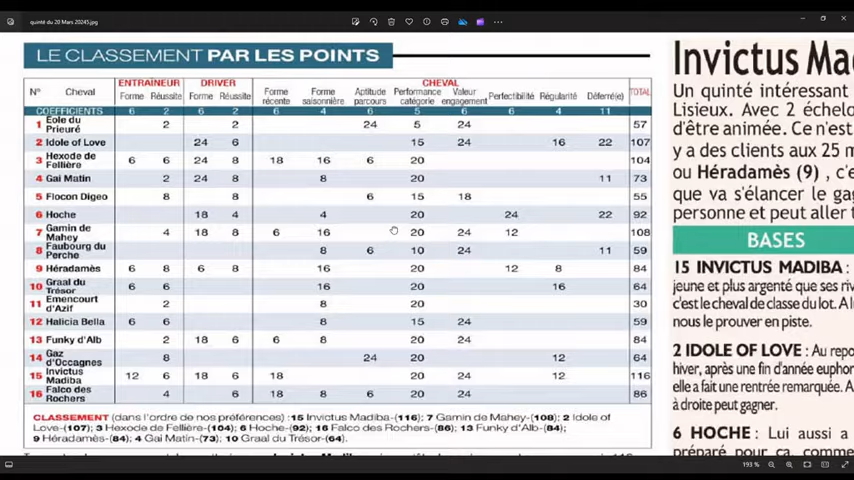 quinté du 20 Mars 20245.jpg
LE CLASSEMENT PAR LES POINTS
ENTRAÎNEUR DRIVER CHEVAL
N° Cheval Forme Réussite Forme Réussite Forme récente Forme saisonnière Aptitude parcours Performance catégorie Valeur engagement Perfectibilité Régularité Déferré(e) TOTAL
COEFFICIENTS 6 2 6 2 6 4 6 5 6 6 4 11
1 Éole du Prieuré 2 2 24 5 24 57
2 Idole of Love 24 6 15 24 16 22 107
3 Hexode de Fellière 6 6 24 8 18 16 6 20 104
4 Gai Matin 2 24 8 8 20 11 73
5 Flocon Digeo 8 8 6 15 18 55
6 Hoche 18 4 4 20 24 22 92
7 Gamin de Mahey 4 18 8 6 16 20 24 12 108
8 Faubourg du Perche 8 6 10 24 11 59
9 Héradamès 6 8 6 8 16 20 12 8 84
10 Graal du Trésor 6 6 16 20 16 64
11 Emencourt d'Azif 2 8 20 30
12 Halicia Bella 6 6 8 15 24 59
13 Funky d'Alb 2 18 6 6 8 20 24 84
14 Gaz d'Occagnes 8 24 20 12 64
15 Invictus Madiba 12 6 18 6 18 20 24 12 116
16 Falco des Rochers 4 6 18 8 6 20 24 86
CLASSEMENT (dans l'ordre de nos préférences) :15 Invictus Madiba-(116); 7 Gamin de Mahey-(108); 2 Idole of
Love-(107); 3 Hexode de Fellière-(104); 6 Hoche-(92); 16 Falco des Rochers-(86); 13 Funky d'Alb-(84);
9 Héradamès-(84); 4 Gai Matin-(73); 10 Graal du Trésor-(64).
Invictus Mad
Un quinté intéressant
Lisieux. Avec 2 échelo
d'être animée. Ce n'est
y a des clients aux 25 m
ou Héradamès (9) , c'e
que va s'élancer le ga
personne et peut aller t
BASES
15 INVICTUS MADIBA :
jeune et plus argenté que ses riv
c'est le cheval de classe du lot. A lu
nous le prouver en piste.
2 IDOLE OF LOVE : Au repo
hiver, après une fin d'année euphor
elle a fait une rentrée remarquée. A
à droite peut gagner.
6 HOCHE : Lui aussi a
préparé pour ça, comme
193 %